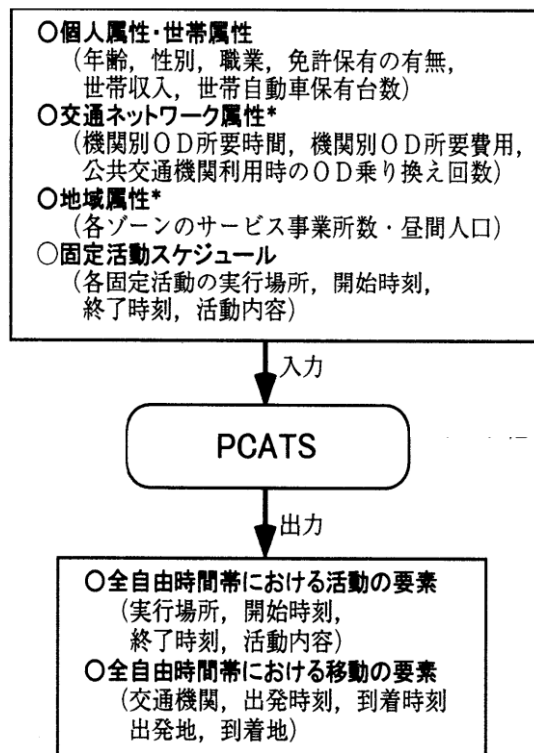 ○個人属性・世帯属性
（年齢，性別，職業，免許保有の有無，
世帯収入，世帯自動車保有台数）
○交通ネットワーク属性*
（機関別ＯＤ所要時間，機関別ＯＤ所要費用，
公共交通機関利用時のＯＤ乗り換え回数）
○地域属性*
（各ゾーンのサービス事業所数・昼間人口）
○固定活動スケジュール
（各固定活動の実行場所，開始時刻，
終了時刻，活動内容）
入力
PCATS
出力
○全自由時間帯における活動の要素
（実行場所，開始時刻，
終了時刻，活動内容）
○全自由時間帯における移動の要素
（交通機関，出発時刻，到着時刻
出発地，到着地）